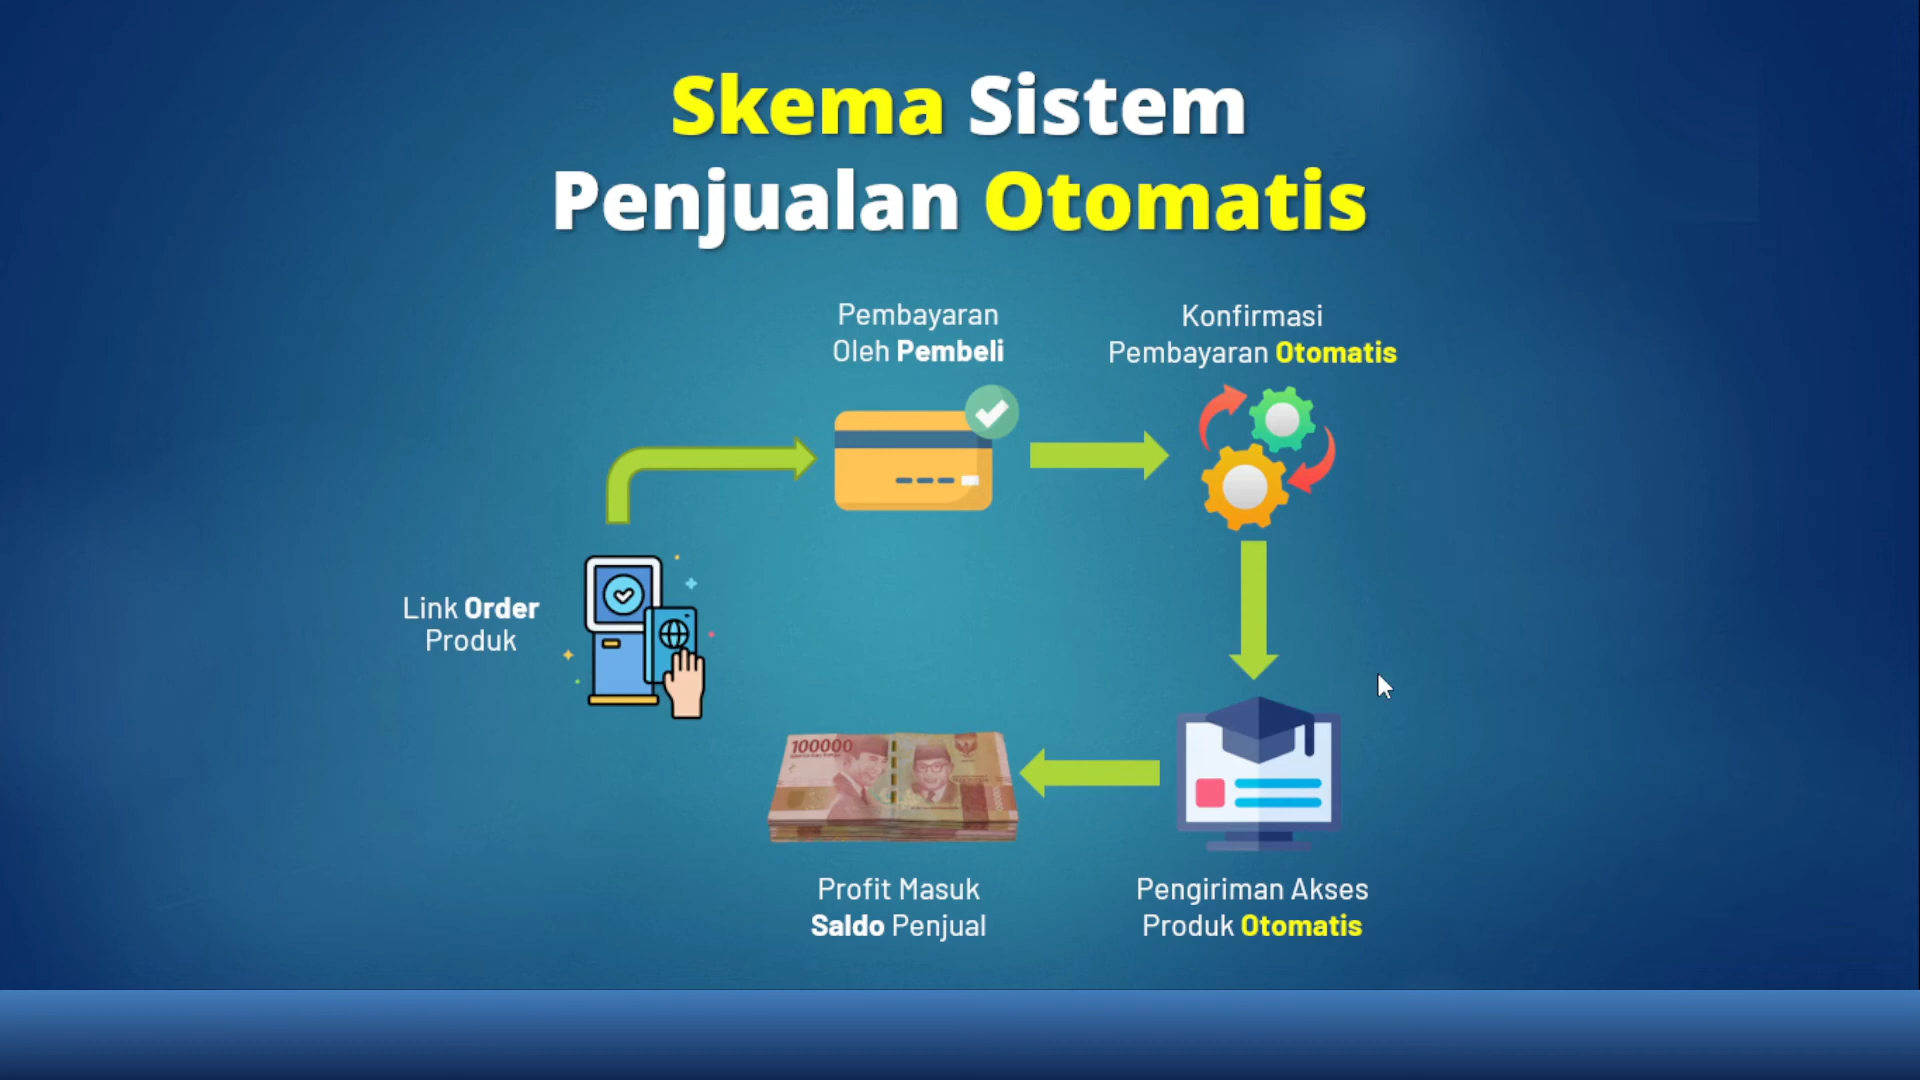 Skema Sistem
Penjualan Otomatis
Pembayaran
Oleh Pembeli
Konfirmasi
Pembayaran Otomatis
Link Order
Produk
100000
Profit Masuk
Saldo Penjual
Pengiriman Akses
Produk Otomatis